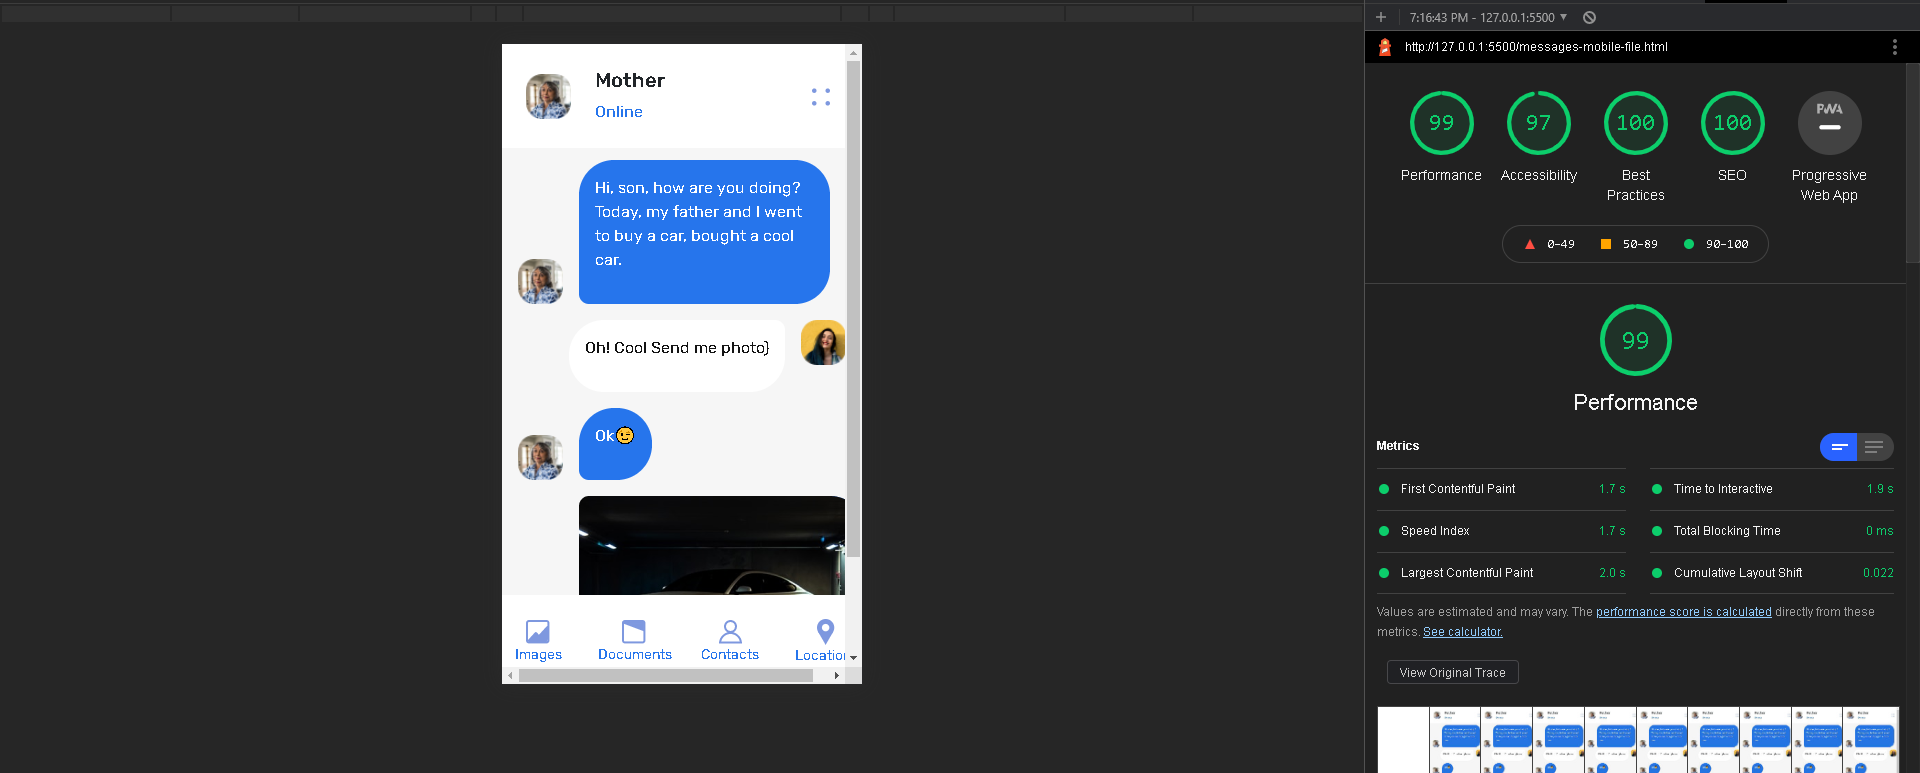 Mother
Online
Hi, son, how are you doing?
Today, my father and I went
to buy a car, bought a cool
car.
Oh! Cool Send me photo}
Ok😉
Images
Documents
Contacts
Locatio
7:16:43 PM - 127.0.0.1:5500
http://127.0.0.1:5500/messages-mobile-file.html
99
97
100
100
PWA
Performance
Accessibility
Best
Practices
SEO
Progressive
Web App
0–49
50–89
90–100
99
Performance
Metrics
First Contentful Paint 1.7 s
Time to Interactive 1.9 s
Speed Index 1.7 s
Total Blocking Time 0 ms
Largest Contentful Paint 2.0 s
Cumulative Layout Shift 0.022
Values are estimated and may vary. The performance score is calculated directly from these
metrics. See calculator.
View Original Trace